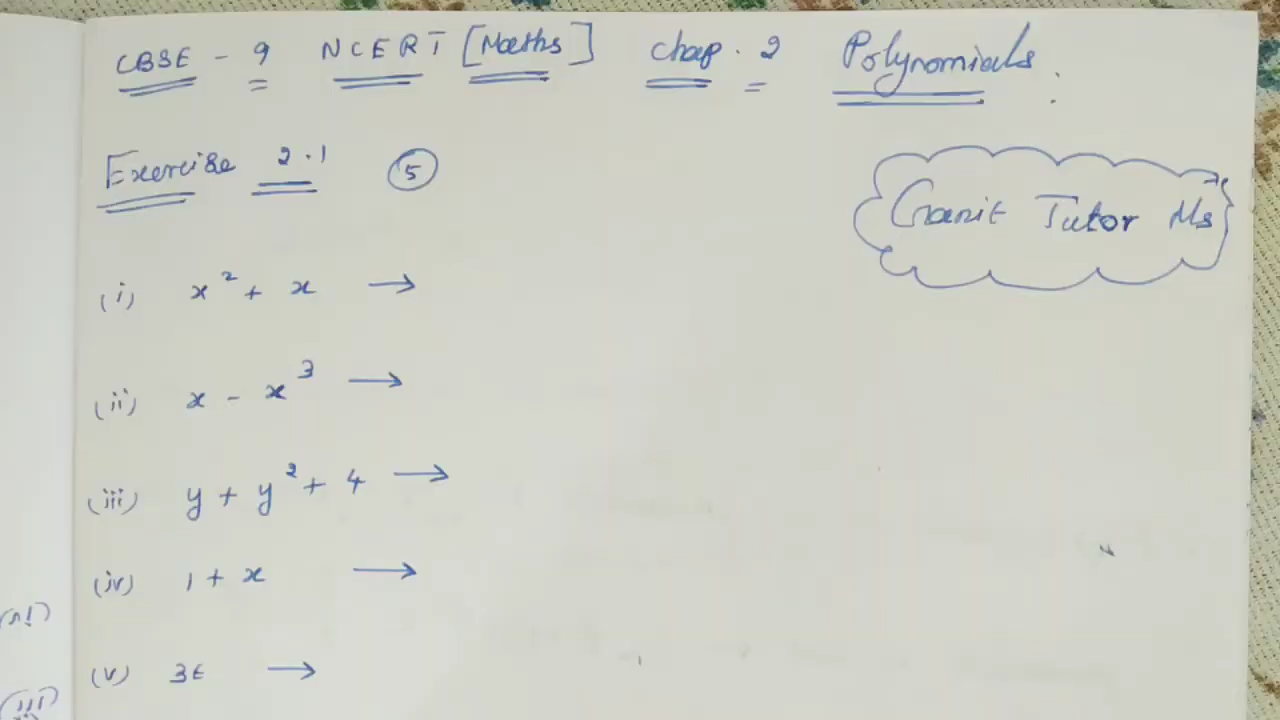 CBSE - 9 NCERT [Maths] Chap. 2 Polynomials.
Exercise 2.1 (5)
Ganit Tutor Ms
(i) x² + x →
(ii) x - x³ →
(iii) y + y² + 4 →
(iv) 1 + x →
(v) 3t →